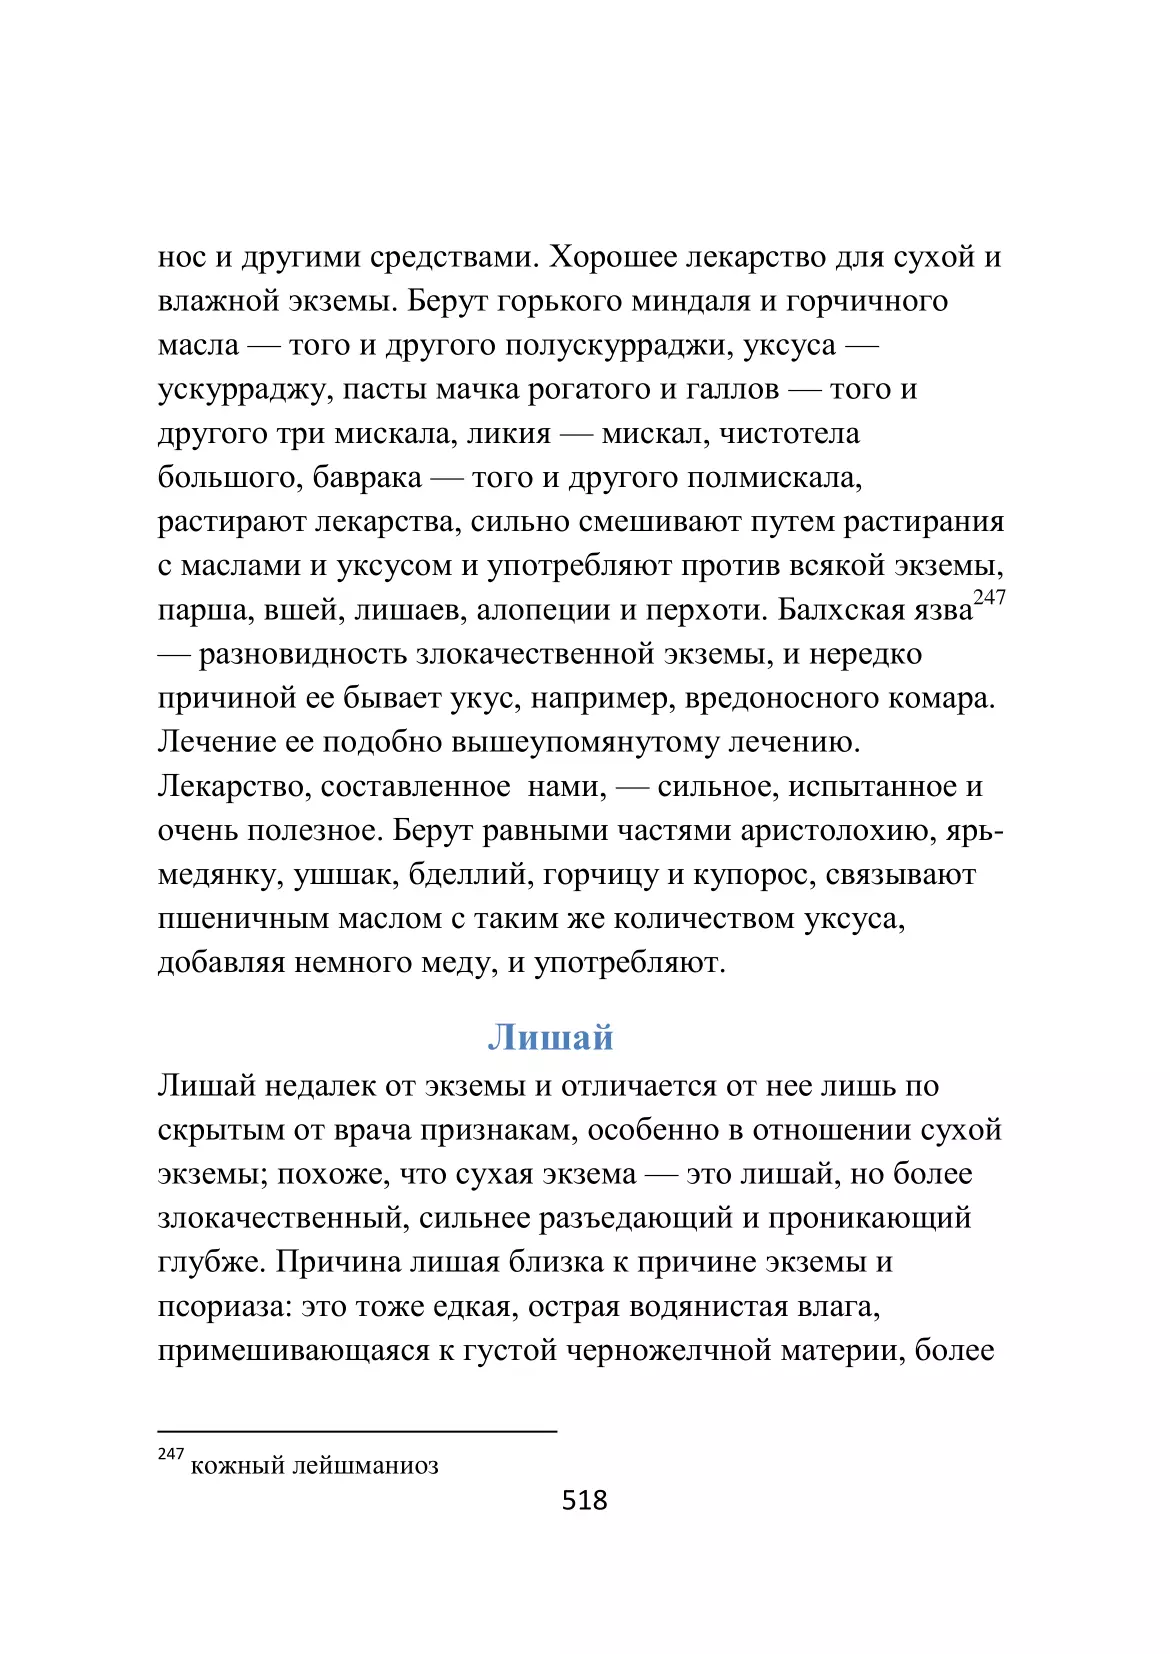 нос и другими средствами. Хорошее лекарство для сухой и
влажной экземы. Берут горького миндаля и горчичного
масла — того и другого полускурраджи, уксуса —
ускурраджу, пасты мачка рогатого и галлов — того и
другого три мискала, ликия — мискал, чистотела
большого, баврака — того и другого полмискала,
растирают лекарства, сильно смешивают путем растирания
с маслами и уксусом и употребляют против всякой экземы,
парша, вшей, лишаев, алопеции и перхоти. Балхская язва247
— разновидность злокачественной экземы, и нередко
причиной ее бывает укус, например, вредоносного комара.
Лечение ее подобно вышеупомянутому лечению.
Лекарство, составленное  нами, — сильное, испытанное и
очень полезное. Берут равными частями аристолохию, ярь-
медянку, ушшак, бделлий, горчицу и купорос, связывают
пшеничным маслом с таким же количеством уксуса,
добавляя немного меду, и употребляют.
Лишай
Лишай недалек от экземы и отличается от нее лишь по
скрытым от врача признакам, особенно в отношении сухой
экземы; похоже, что сухая экзема — это лишай, но более
злокачественный, сильнее разъедающий и проникающий
глубже. Причина лишая близка к причине экземы и
псориаза: это тоже едкая, острая водянистая влага,
примешивающаяся к густой черножелчной материи, более
247 кожный лейшманиоз
518